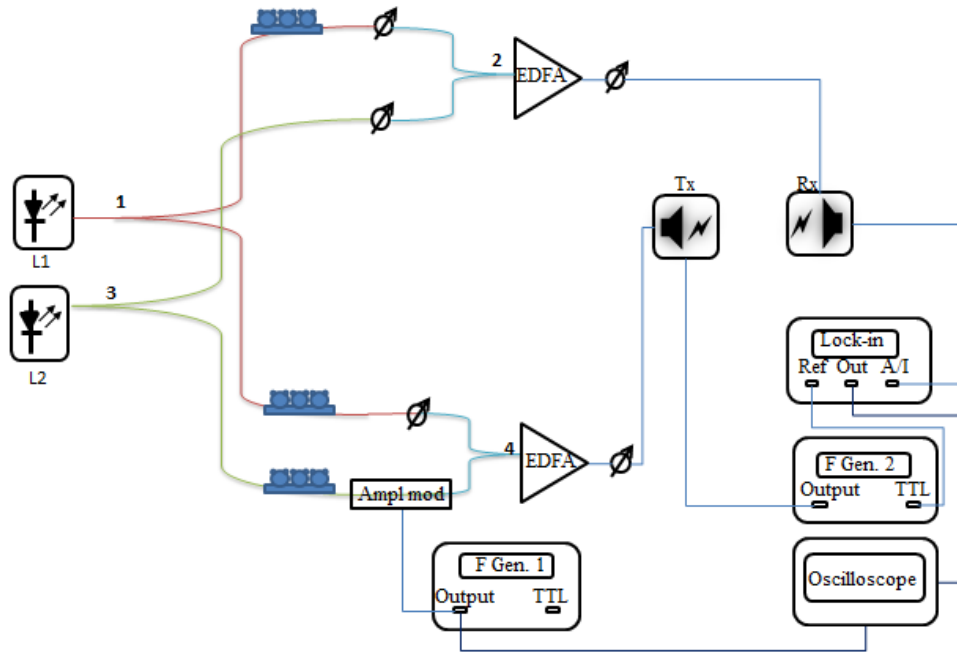 2
EDFA
Tx
Rx
1
L1
3
L2
Lock-in
Ref Out A/I
4
EDFA
F Gen. 2
Output TTL
Ampl mod
F Gen. 1
Output TTL
Oscilloscope